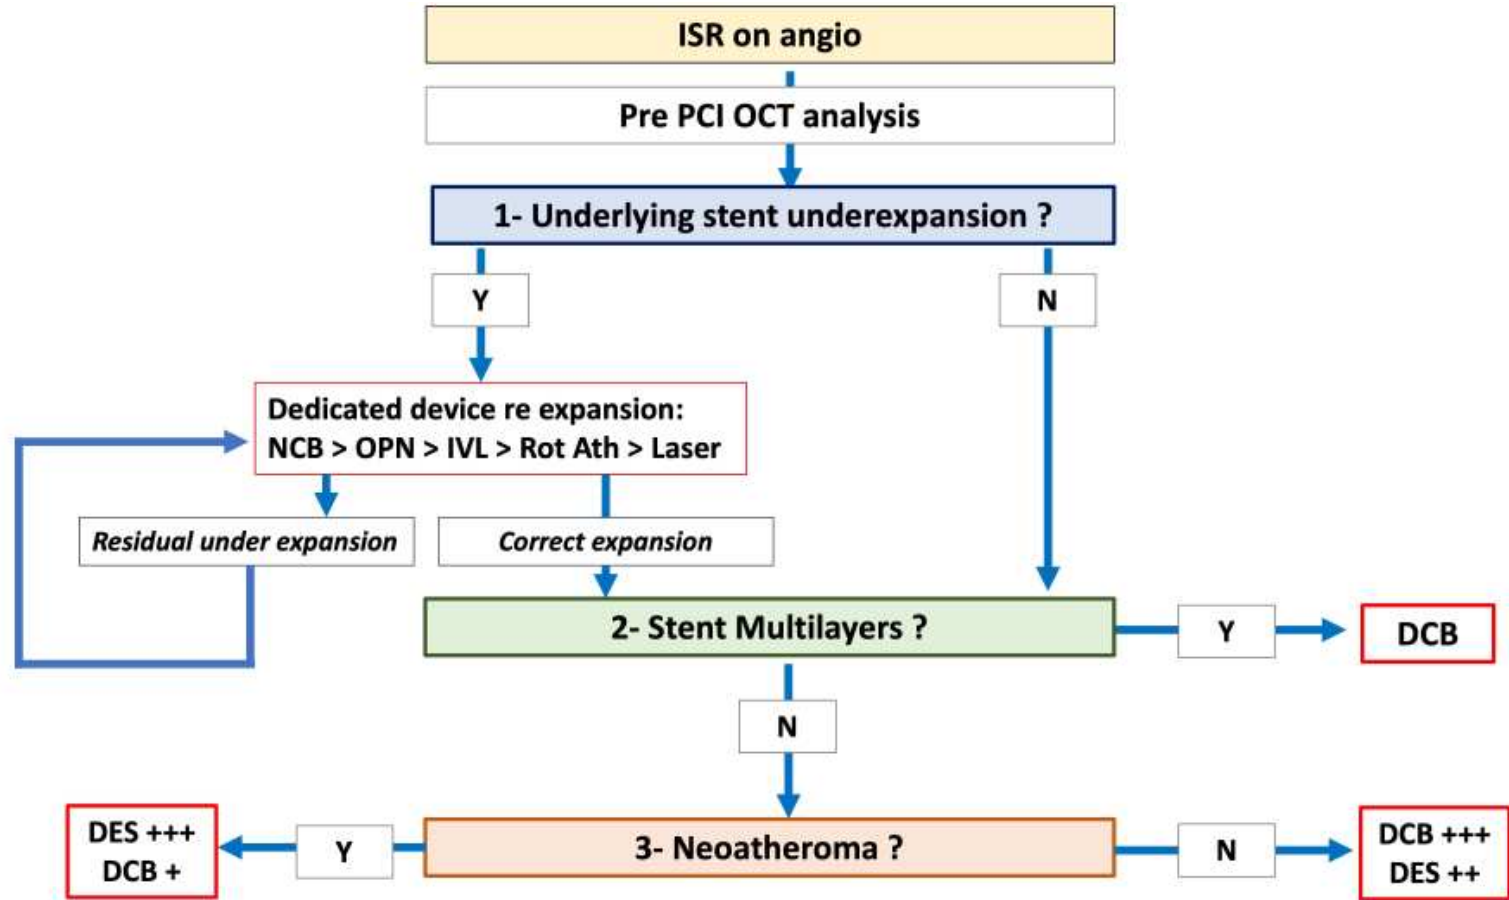 ISR on angio
Pre PCI OCT analysis
1- Underlying stent underexpansion ?
Y
N
Dedicated device re expansion:
NCB > OPN > IVL > Rot Ath > Laser
Residual under expansion
Correct expansion
2- Stent Multilayers ?
Y
DCB
N
DES +++
DCB +
Y
3- Neoatheroma ?
N
DCB +++
DES ++